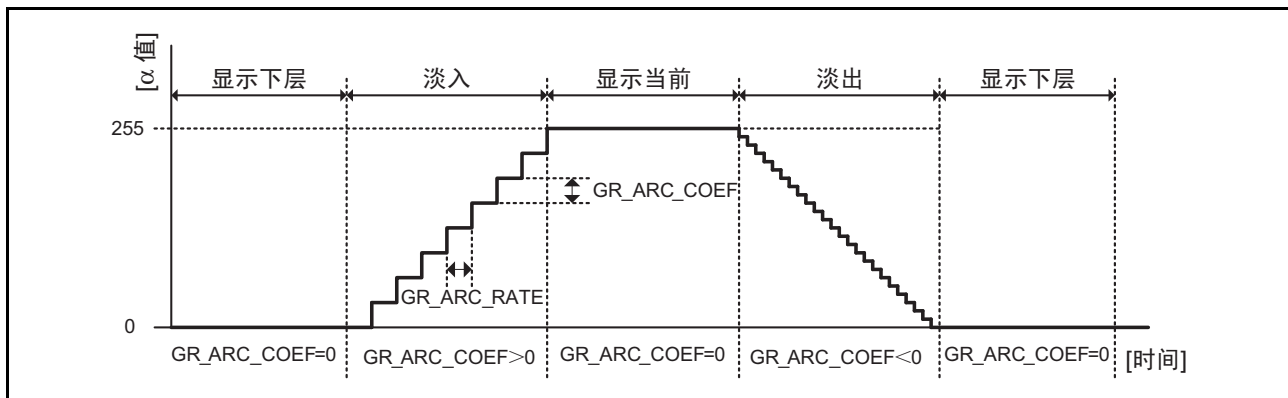 [α 值]
显示下层 淡入 显示当前 淡出 显示下层
255
GR_ARC_COEF
GR_ARC_RATE
0
GR_ARC_COEF=0 GR_ARC_COEF>0 GR_ARC_COEF=0 GR_ARC_COEF<0 GR_ARC_COEF=0 [时间]